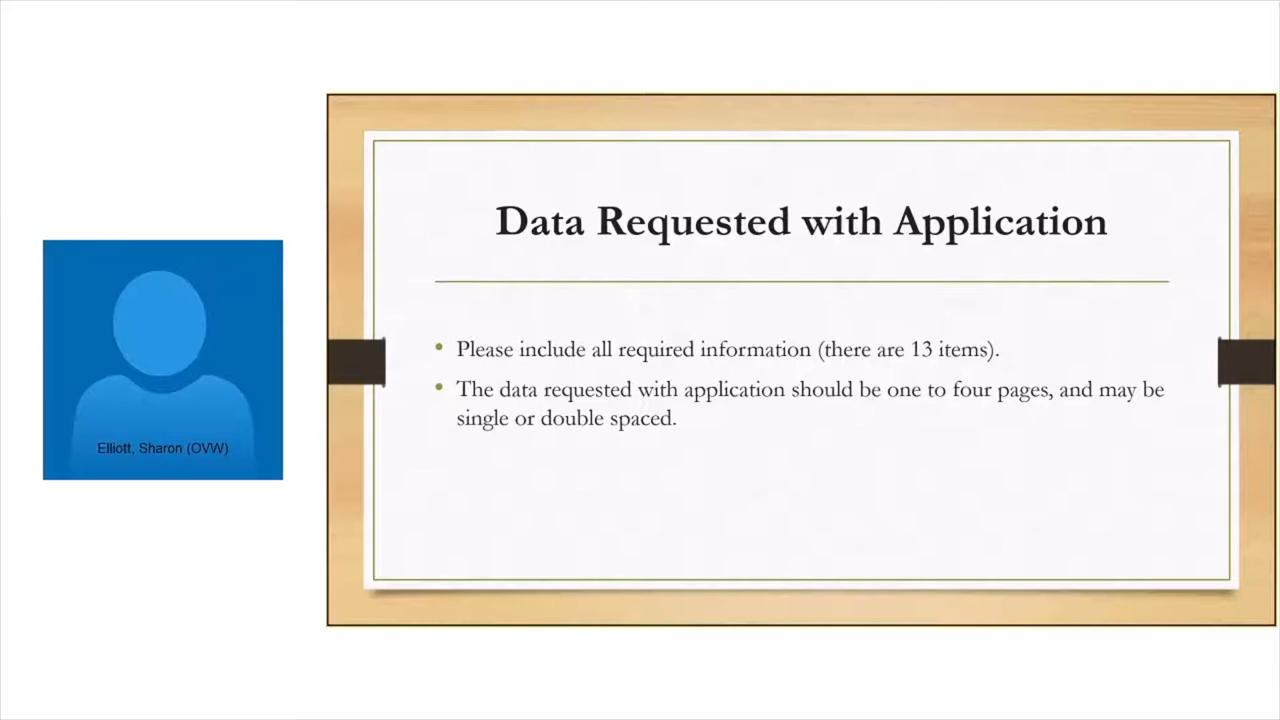 Data Requested with Application
• Please include all required information (there are 13 items).
• The data requested with application should be one to four pages, and may be
single or double spaced.
Elliott, Sharon (OVW)